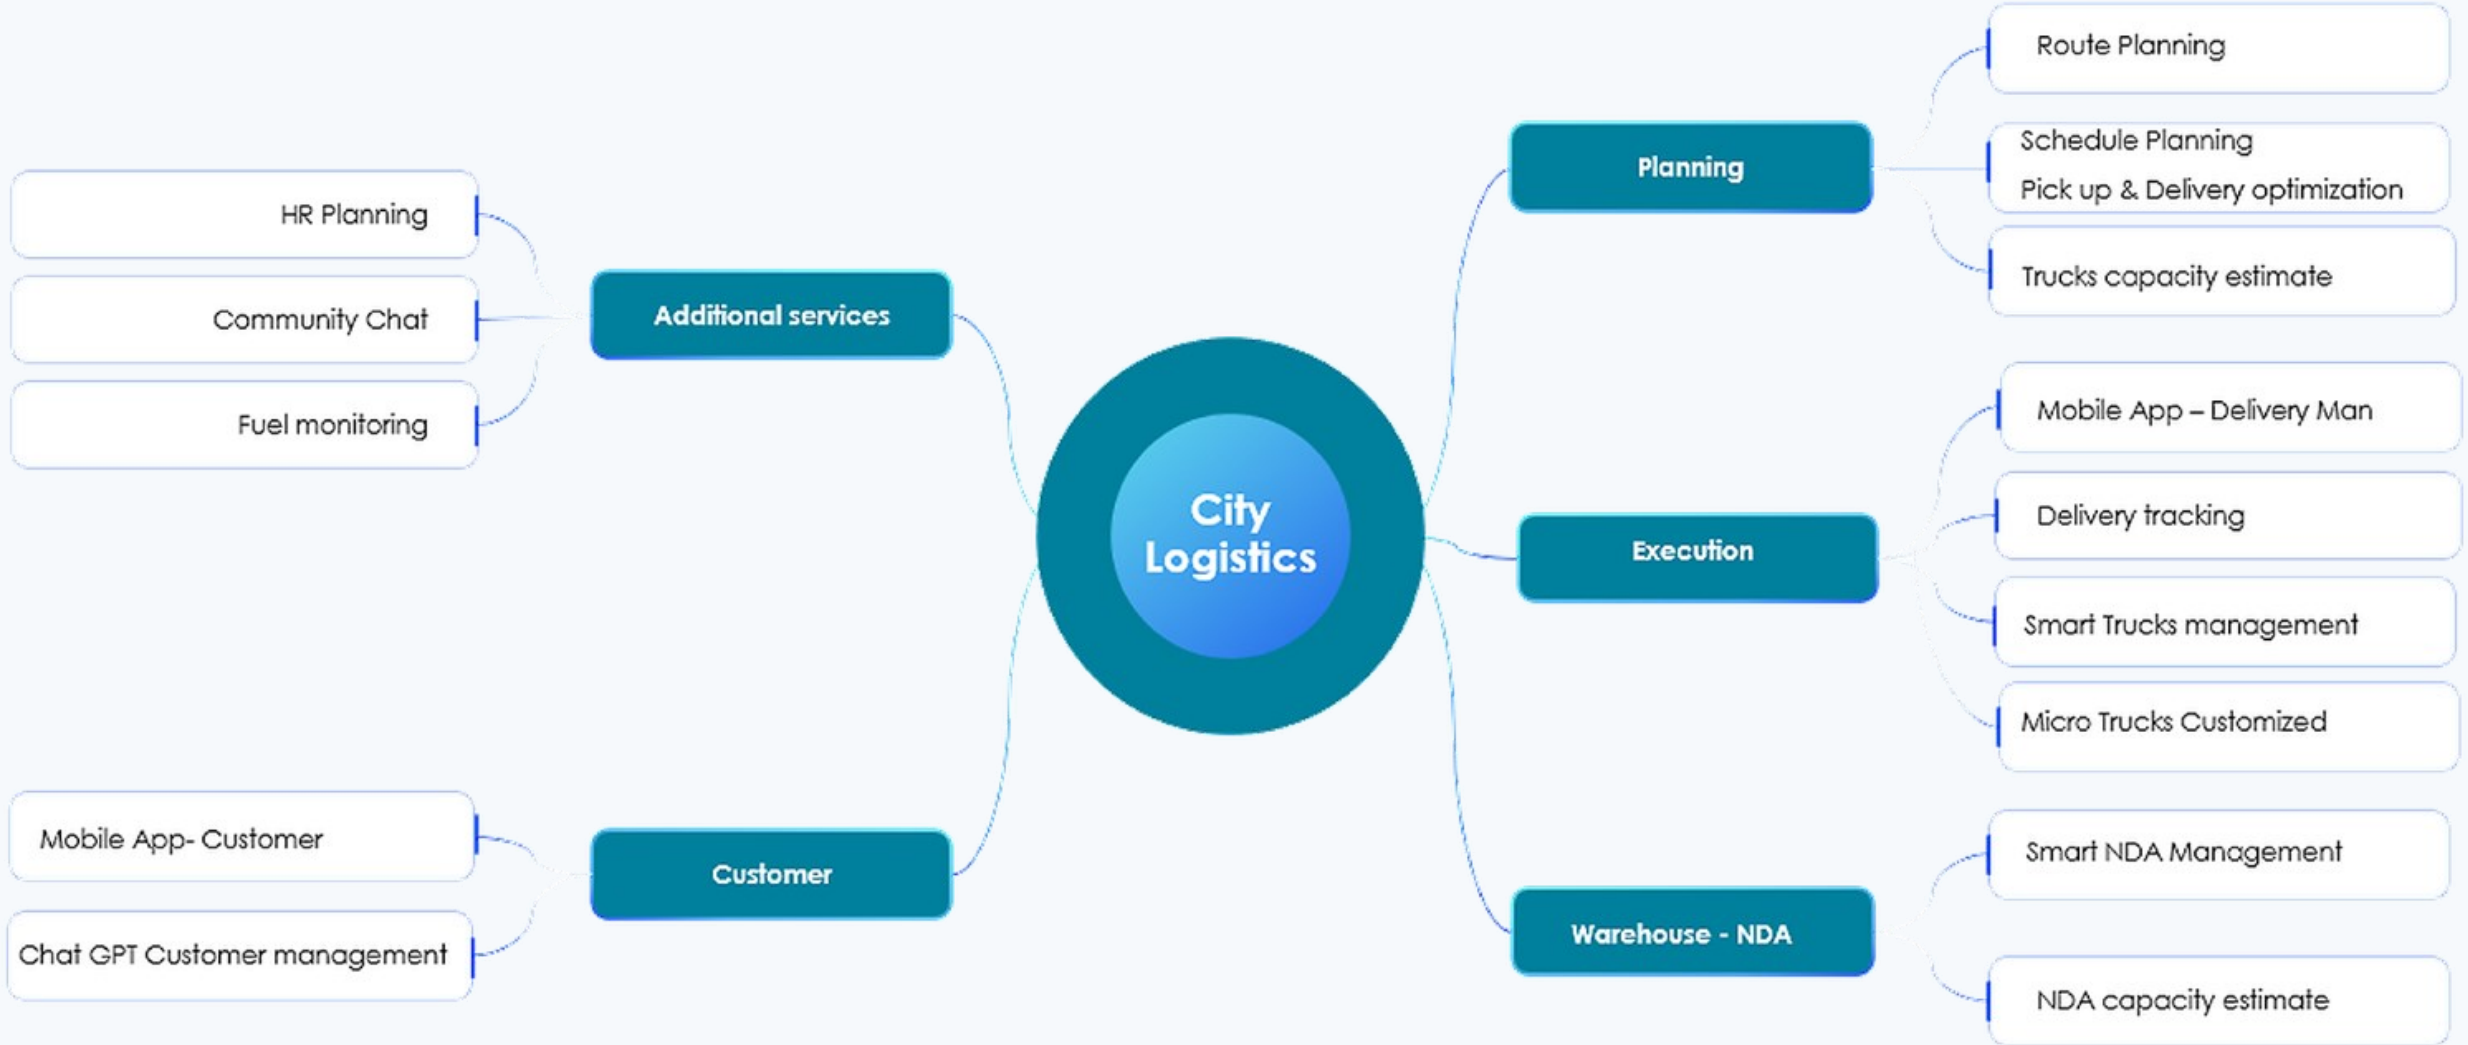 Route Planning
Planning
Schedule Planning
Pick up & Delivery optimization
Trucks capacity estimate
HR Planning
Community Chat
Fuel monitoring
Additional services
City
Logistics
Execution
Mobile App – Delivery Man
Delivery tracking
Smart Trucks management
Micro Trucks Customized
Mobile App- Customer
Chat GPT Customer management
Customer
Warehouse - NDA
Smart NDA Management
NDA capacity estimate